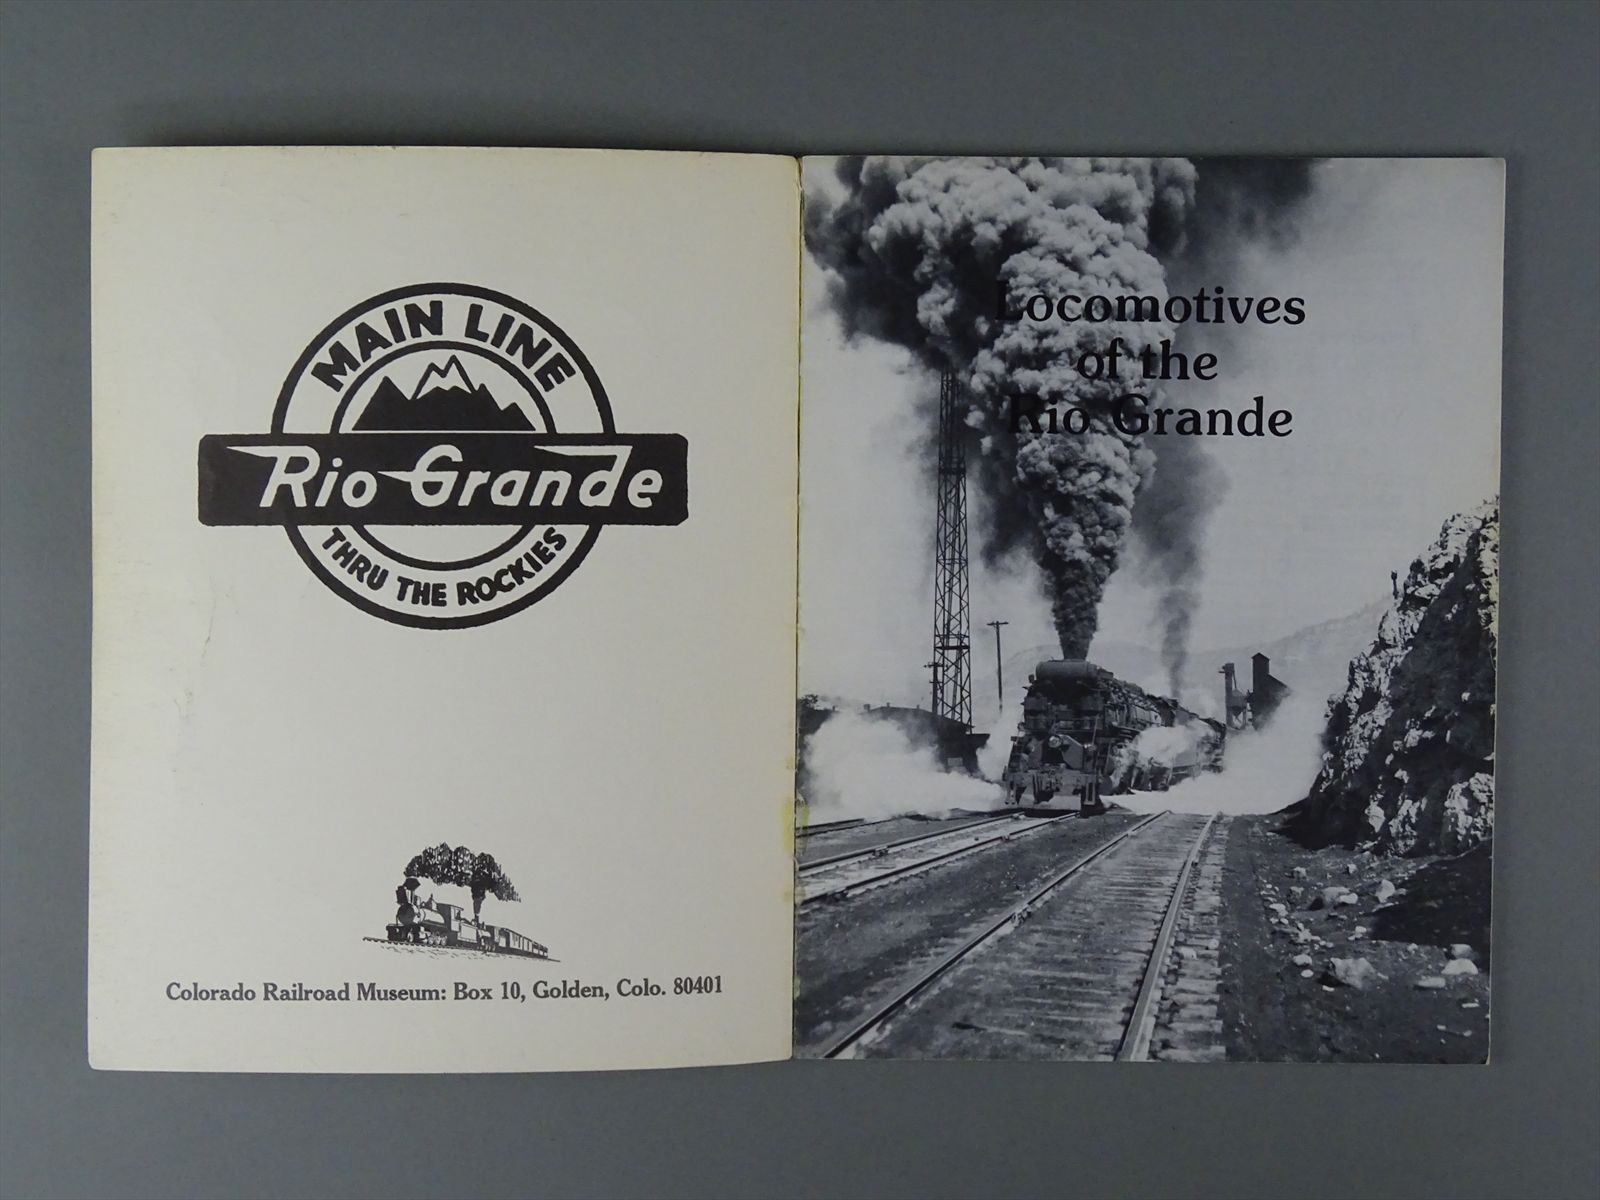 MAIN LINE
Rio Grande
THRU THE ROCKIES
Colorado Railroad Museum: Box 10, Golden, Colo. 80401
Locomotives
of the
Rio Grande